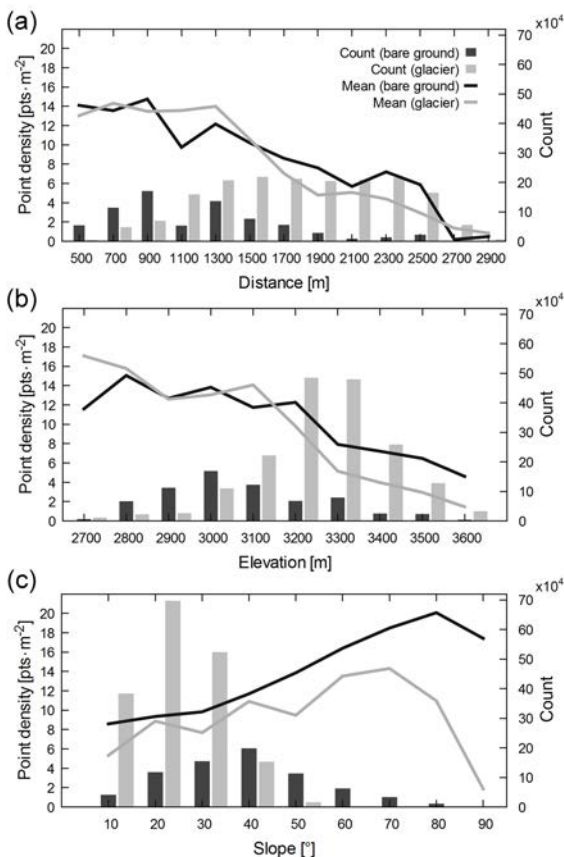 (a)
x10⁴
Count (bare ground)
Count (glacier)
Mean (bare ground)
Mean (glacier)
Point density [pts·m⁻²]
20
18
16
14
12
10
8
6
4
2
0
70
60
50
40
30
20
10
0
Count
500 700 900 1100 1300 1500 1700 1900 2100 2300 2500 2700 2900
Distance [m]
(b)
x10⁴
Point density [pts·m⁻²]
20
18
16
14
12
10
8
6
4
2
0
70
60
50
40
30
20
10
0
Count
2700 2800 2900 3000 3100 3200 3300 3400 3500 3600
Elevation [m]
(c)
x10⁴
Point density [pts·m⁻²]
20
18
16
14
12
10
8
6
4
2
0
70
60
50
40
30
20
10
0
Count
10 20 30 40 50 60 70 80 90
Slope [°]